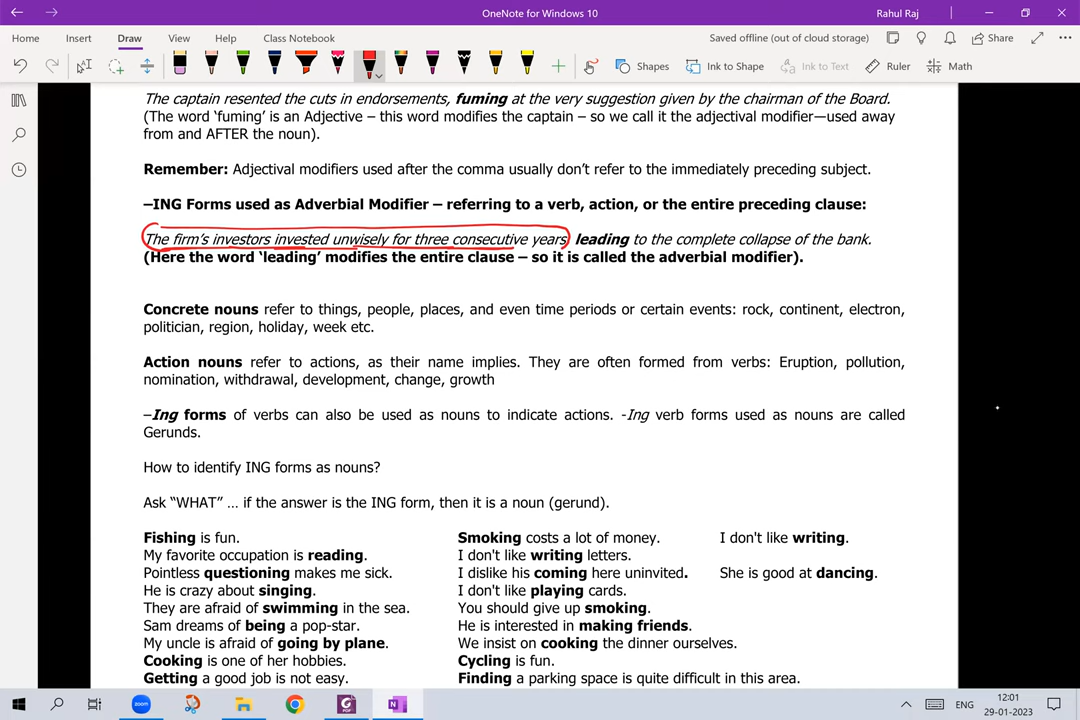 OneNote for Windows 10
Rahul Raj
Home Insert Draw View Help Class Notebook
Saved offline (out of cloud storage) Share
Shapes Ink to Shape Ink to Text Ruler Math
The captain resented the cuts in endorsements, fuming at the very suggestion given by the chairman of the Board.
(The word ‘fuming’ is an Adjective – this word modifies the captain – so we call it the adjectival modifier—used away
from and AFTER the noun).
Remember: Adjectival modifiers used after the comma usually don’t refer to the immediately preceding subject.
–ING Forms used as Adverbial Modifier – referring to a verb, action, or the entire preceding clause:
The firm’s investors invested unwisely for three consecutive years, leading to the complete collapse of the bank.
(Here the word ‘leading’ modifies the entire clause – so it is called the adverbial modifier).
Concrete nouns refer to things, people, places, and even time periods or certain events: rock, continent, electron,
politician, region, holiday, week etc.
Action nouns refer to actions, as their name implies. They are often formed from verbs: Eruption, pollution,
nomination, withdrawal, development, change, growth
–Ing forms of verbs can also be used as nouns to indicate actions. -Ing verb forms used as nouns are called
Gerunds.
How to identify ING forms as nouns?
Ask “WHAT” … if the answer is the ING form, then it is a noun (gerund).
Fishing is fun. Smoking costs a lot of money. I don't like writing.
My favorite occupation is reading. I don't like writing letters.
Pointless questioning makes me sick. I dislike his coming here uninvited. She is good at dancing.
He is crazy about singing. I don't like playing cards.
They are afraid of swimming in the sea. You should give up smoking.
Sam dreams of being a pop-star. He is interested in making friends.
My uncle is afraid of going by plane. We insist on cooking the dinner ourselves.
Cooking is one of her hobbies. Cycling is fun.
Getting a good job is not easy. Finding a parking space is quite difficult in this area.
zoom
PDF
N
ENG
12:01
29-01-2023